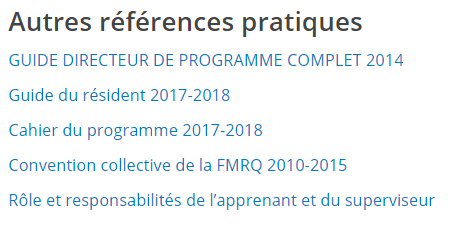 Autres références pratiques
GUIDE DIRECTEUR DE PROGRAMME COMPLET 2014
Guide du résident 2017-2018
Cahier du programme 2017-2018
Convention collective de la FMRQ 2010-2015
Rôle et responsabilités de l’apprenant et du superviseur